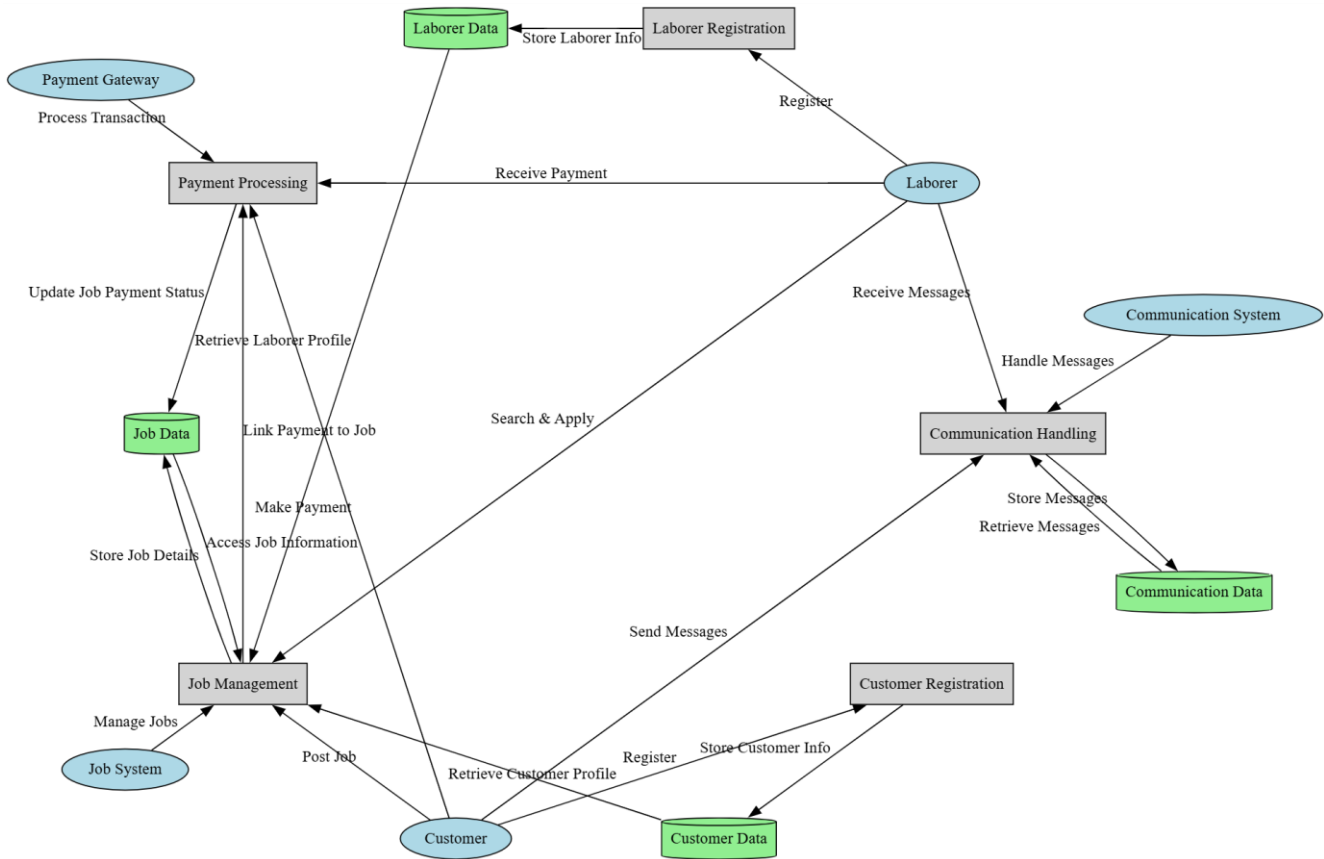 Laborer Data
Store Laborer Info
Laborer Registration
Payment Gateway
Process Transaction
Register
Payment Processing
Receive Payment
Laborer
Update Job Payment Status
Receive Messages
Communication System
Retrieve Laborer Profile
Handle Messages
Search & Apply
Job Data
Link Payment to Job
Communication Handling
Make Payment
Store Messages
Retrieve Messages
Access Job Information
Store Job Details
Communication Data
Send Messages
Job Management
Customer Registration
Manage Jobs
Post Job
Register
Store Customer Info
Job System
Retrieve Customer Profile
Customer
Customer Data